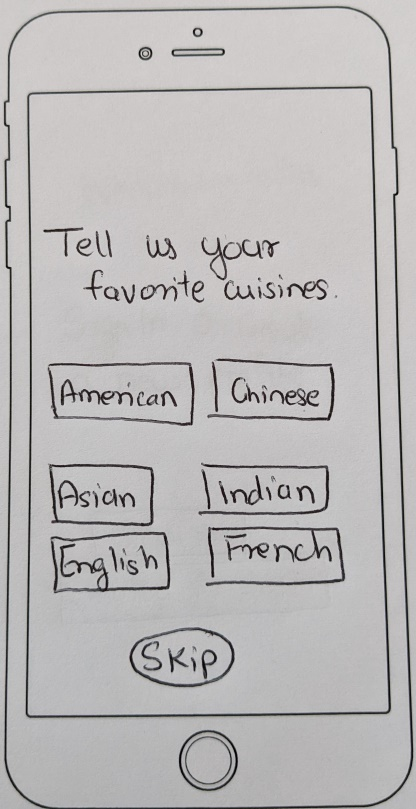 Tell us your
favorite cuisines.
American Chinese
Asian Indian
English French
Skip